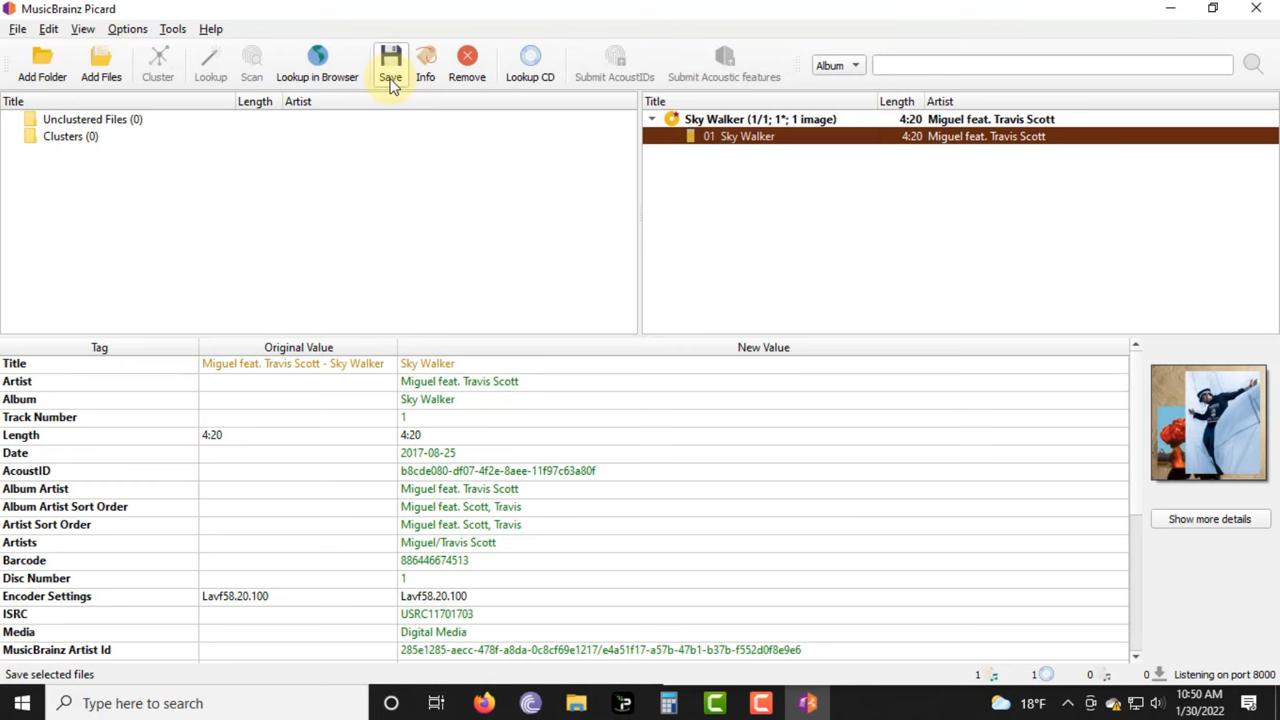 MusicBrainz Picard
File Edit View Options Tools Help
Add Folder Add Files Cluster Lookup Scan Lookup in Browser Save Info Remove Lookup CD Submit AcoustIDs Submit Acoustic features Album
Title Length Artist
Unclustered Files (0)
Clusters (0)
Title Length Artist
Sky Walker (1/1; 1*; 1 image) 4:20 Miguel feat. Travis Scott
01 Sky Walker 4:20 Miguel feat. Travis Scott
Tag Original Value New Value
Title Miguel feat. Travis Scott - Sky Walker Sky Walker
Artist Miguel feat. Travis Scott
Album Sky Walker
Track Number 1
Length 4:20 4:20
Date 2017-08-25
AcoustID b8cde080-df07-4f2e-8aee-11f97c63a80f
Album Artist Miguel feat. Travis Scott
Album Artist Sort Order Miguel feat. Scott, Travis
Artist Sort Order Miguel feat. Scott, Travis
Artists Miguel/Travis Scott
Barcode 886446674513
Disc Number 1
Encoder Settings Lavf58.20.100 Lavf58.20.100
ISRC USRC11701703
Media Digital Media
MusicBrainz Artist Id 285e1285-aecc-478f-a8da-0c8cf69e1217/e4a51f17-a57b-47b1-b37b-f552d0f8e9e6
Show more details
Save selected files 1 1 0 0 Listening on port 8000
Type here to search 18°F 10:50 AM
1/30/2022